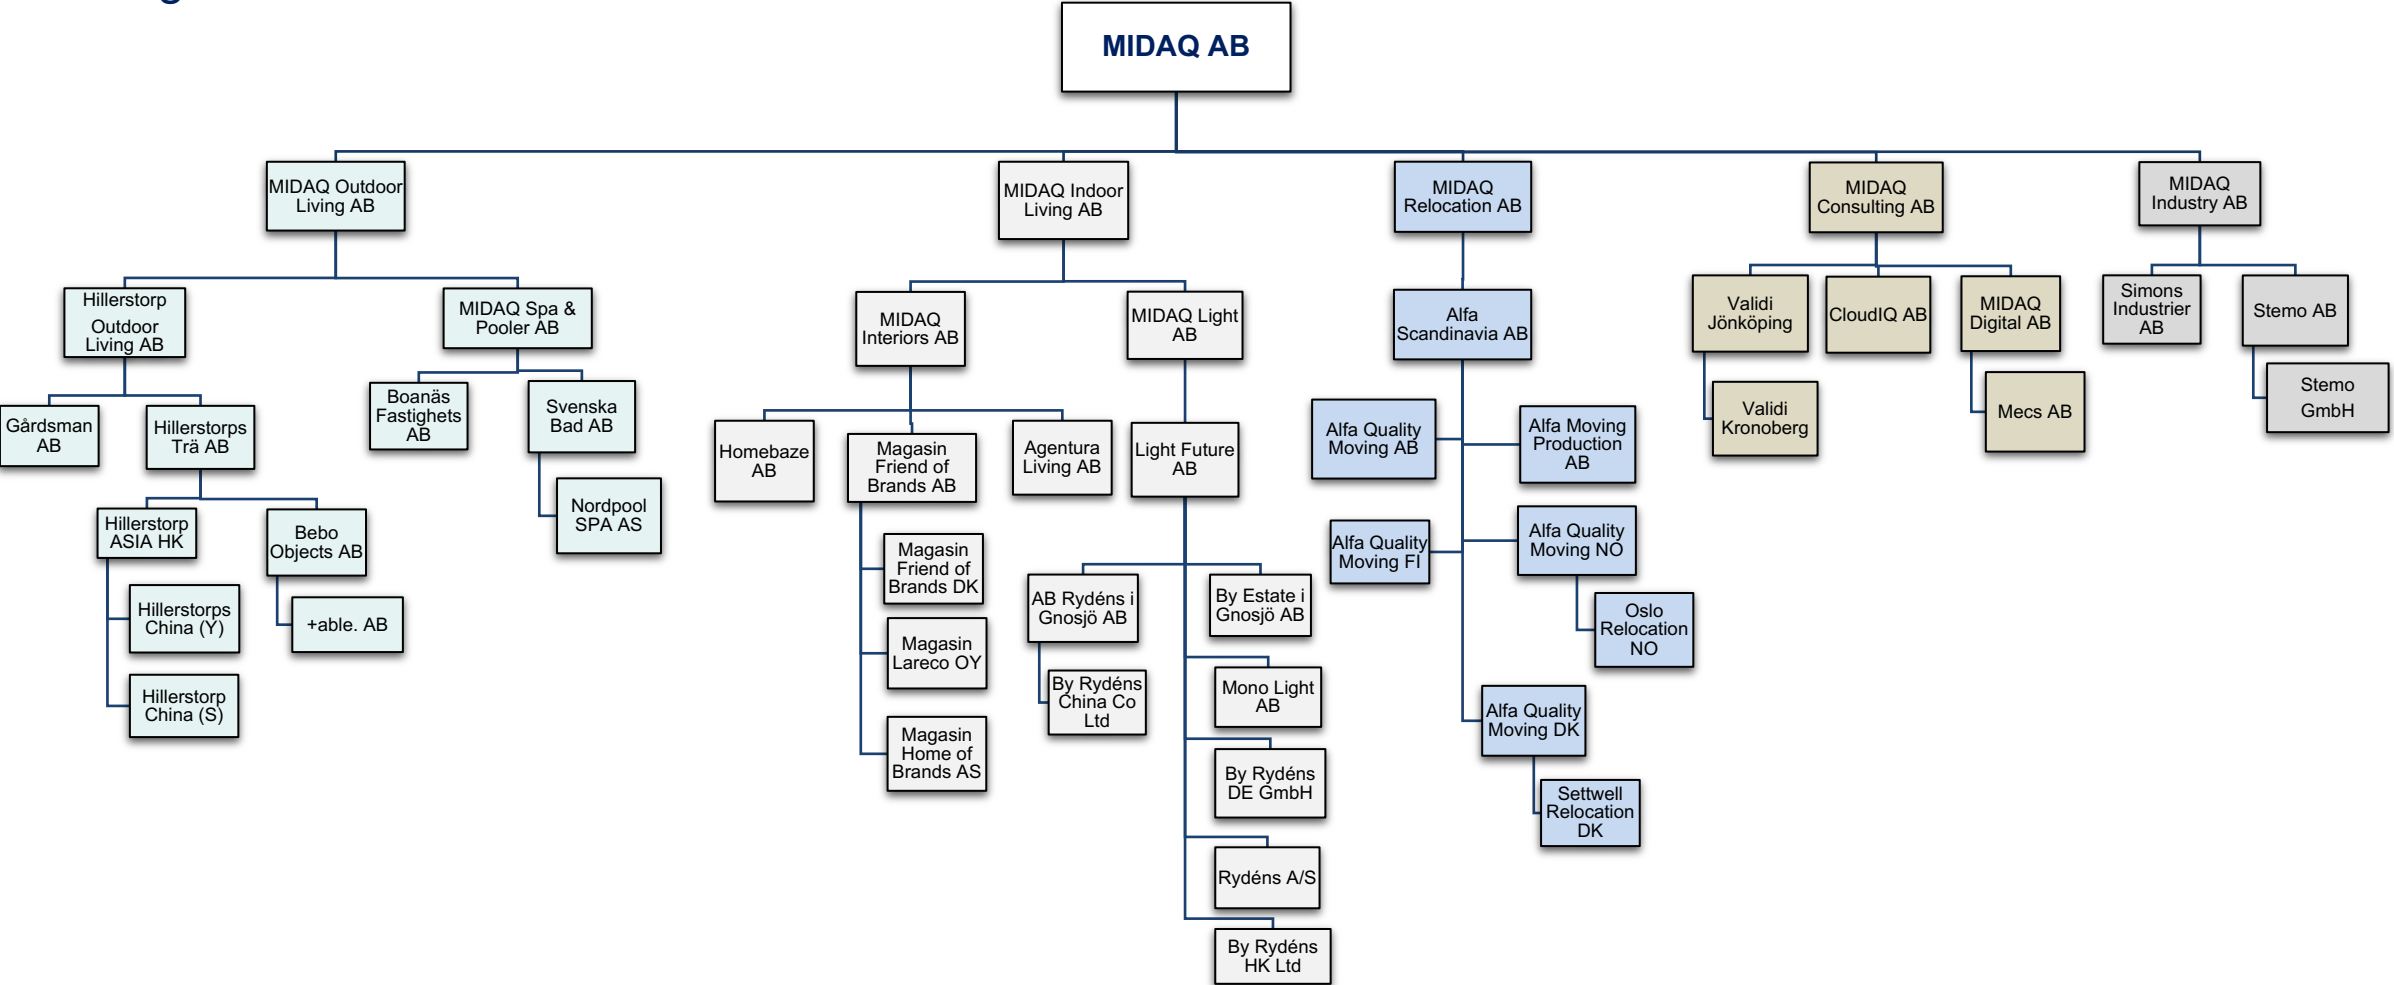 MIDAQ AB
MIDAQ Outdoor
Living AB
MIDAQ Indoor
Living AB
MIDAQ
Relocation AB
MIDAQ
Consulting AB
MIDAQ
Industry AB
Hillerstorp
Outdoor
Living AB
MIDAQ Spa &
Pooler AB
MIDAQ
Interiors AB
MIDAQ Light
AB
Alfa
Scandinavia AB
Validi
Jönköping
CloudIQ AB
MIDAQ
Digital AB
Simons
Industrier
AB
Stemo AB
Gårdsman
AB
Hillerstorps
Trä AB
Boanäs
Fastighets
AB
Svenska
Bad AB
Homebaze
AB
Magasin
Friend of
Brands AB
Agentura
Living AB
Light Future
AB
Alfa Quality
Moving AB
Alfa Moving
Production
AB
Validi
Kronoberg
Mecs AB
Stemo
GmbH
Hillerstorp
ASIA HK
Bebo
Objects AB
Nordpool
SPA AS
Magasin
Friend of
Brands DK
AB Rydéns i
Gnosjö AB
By Estate i
Gnosjö AB
Alfa Quality
Moving FI
Alfa Quality
Moving NO
Oslo
Relocation
NO
Hillerstorps
China (Y)
+able. AB
Magasin
Lareco OY
By Rydéns
China Co
Ltd
Mono Light
AB
Alfa Quality
Moving DK
Hillerstorp
China (S)
Magasin
Home of
Brands AS
By Rydéns
DE GmbH
Settwell
Relocation
DK
Rydéns A/S
By Rydéns
HK Ltd